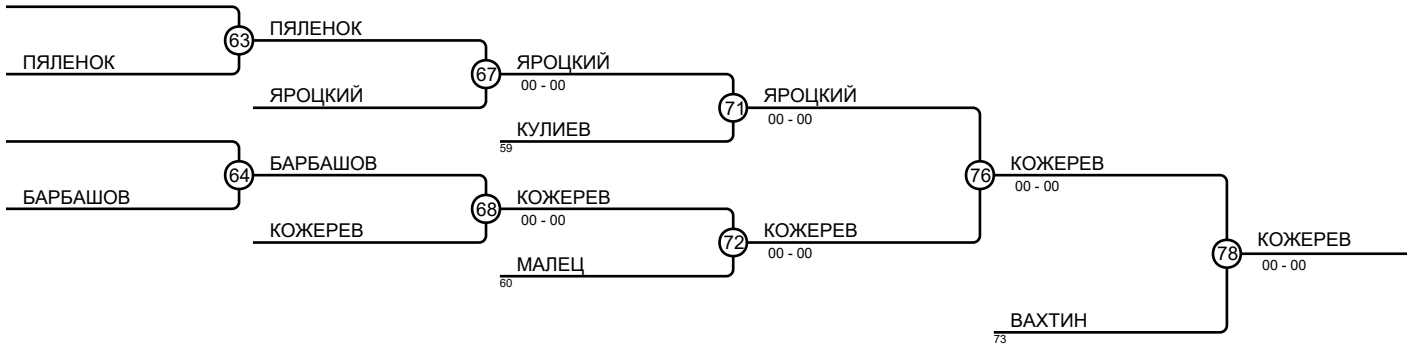 ПЯЛЕНОК
63
ПЯЛЕНОК
ЯРОЦКИЙ
67
ЯРОЦКИЙ
00 - 00
КУЛИЕВ
59
71
ЯРОЦКИЙ
00 - 00
БАРБАШОВ
64
БАРБАШОВ
КОЖЕРЕВ
68
КОЖЕРЕВ
00 - 00
МАЛЕЦ
60
72
КОЖЕРЕВ
00 - 00
76
КОЖЕРЕВ
00 - 00
ВАХТИН
73
78
КОЖЕРЕВ
00 - 00